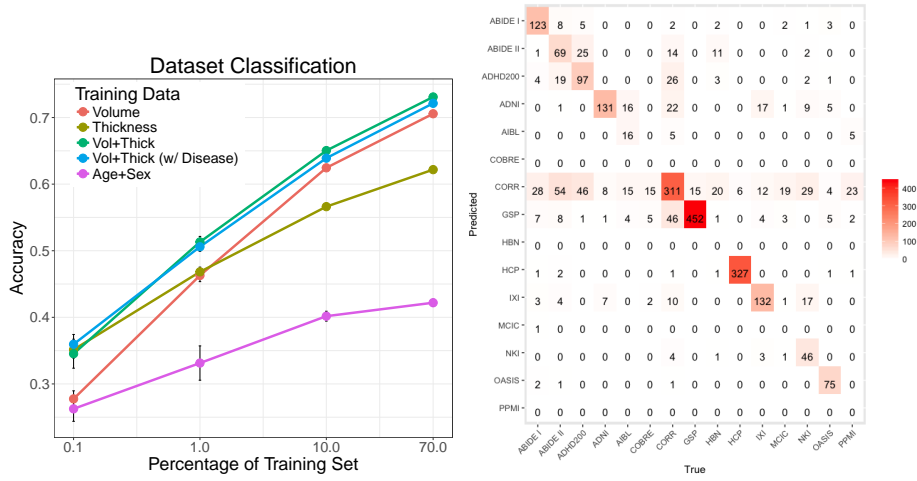 Dataset Classification
Training Data
Volume
Thickness
Vol+Thick
Vol+Thick (w/ Disease)
Age+Sex
Accuracy
0.7
0.6
0.5
0.4
0.3
0.1 1.0 10.0 70.0
Percentage of Training Set
Predicted
ABIDE I 123 8 5 0 0 0 2 0 2 0 0 2 1 3 0
ABIDE II 1 69 25 0 0 0 14 0 11 0 0 0 2 0 0
ADHD200 4 19 97 0 0 0 26 0 3 0 0 0 2 1 0
ADNI 0 1 0 131 16 0 22 0 0 0 17 1 9 5 0
AIBL 0 0 0 0 16 0 5 0 0 0 0 0 0 0 5
COBRE 0 0 0 0 0 0 0 0 0 0 0 0 0 0 0
CORR 28 54 46 8 15 15 311 15 20 6 12 19 29 4 23
GSP 7 8 1 1 4 5 46 452 1 0 4 3 0 5 2
HBN 0 0 0 0 0 0 0 0 0 0 0 0 0 0 0
HCP 1 2 0 0 0 0 1 0 1 327 0 0 0 1 1
IXI 3 4 0 7 0 2 10 0 0 0 132 1 17 0 0
MCIC 1 0 0 0 0 0 0 0 0 0 0 0 0 0 0
NKI 0 0 0 0 0 0 4 0 1 0 3 1 46 0 0
OASIS 2 1 0 0 0 0 1 0 0 0 0 0 0 75 0
PPMI 0 0 0 0 0 0 0 0 0 0 0 0 0 0 0
ABIDE I ABIDE II ADHD200 ADNI AIBL COBRE CORR GSP HBN HCP IXI MCIC NKI OASIS PPMI
True
400
300
200
100
0